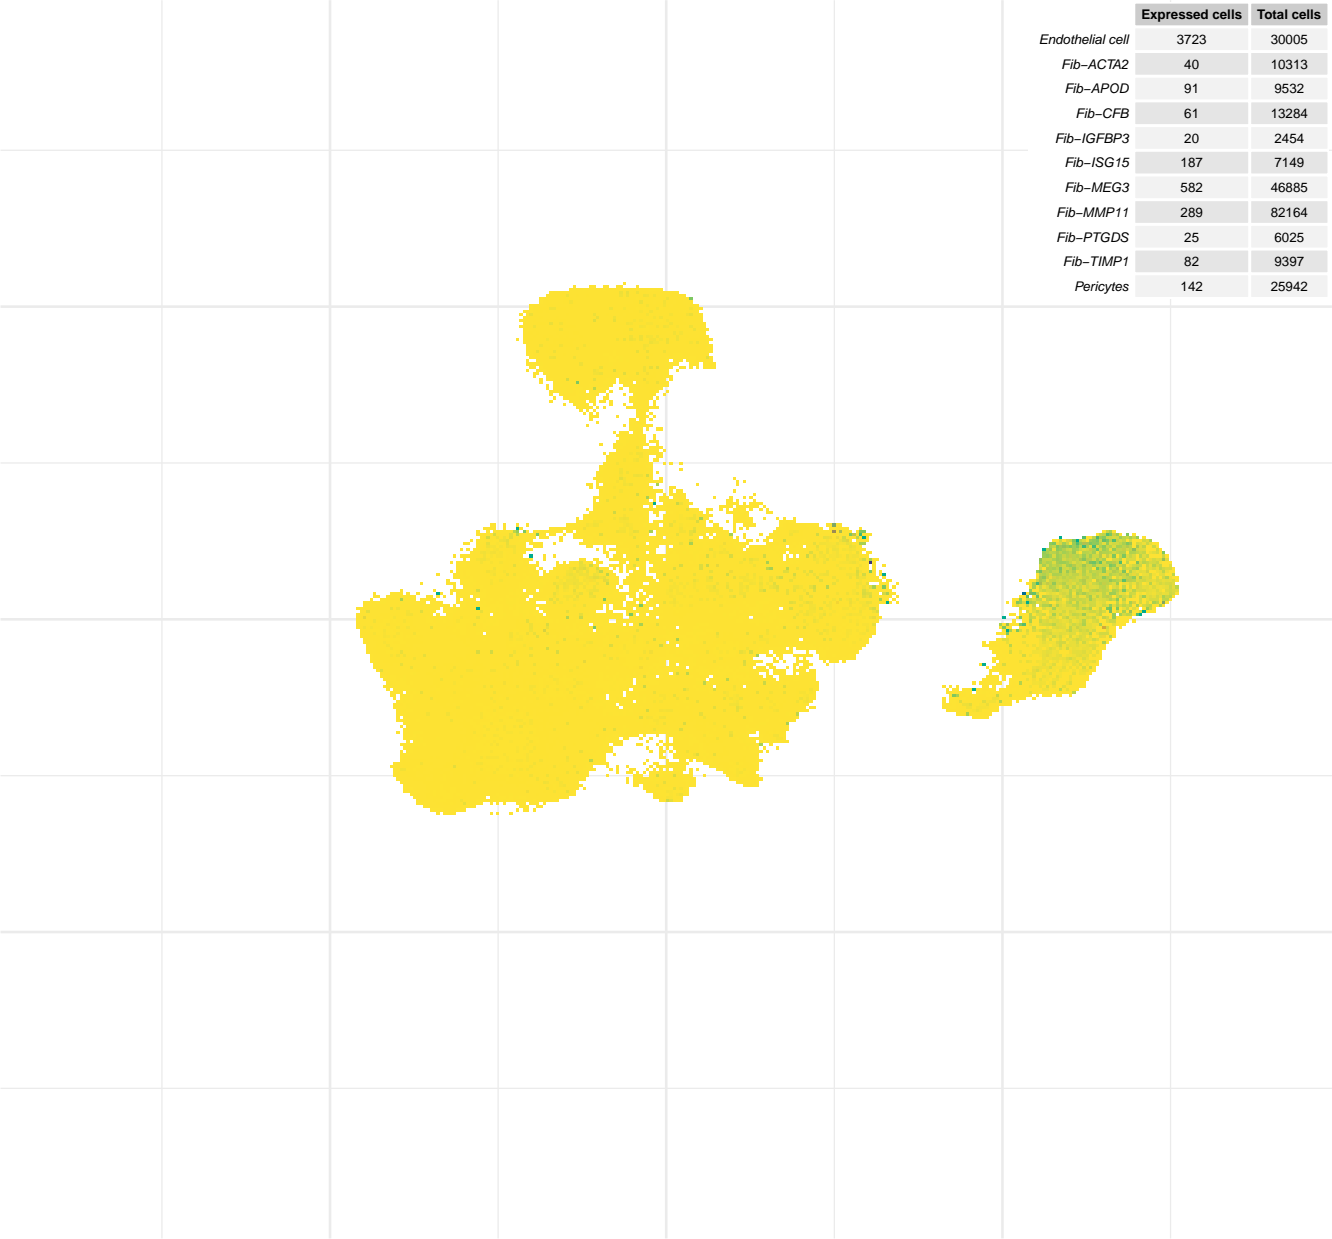 Expressed cells Total cells
Endothelial cell 3723 30005
Fib−ACTA2 40 10313
Fib−APOD 91 9532
Fib−CFB 61 13284
Fib−IGFBP3 20 2454
Fib−ISG15 187 7149
Fib−MEG3 582 46885
Fib−MMP11 289 82164
Fib−PTGDS 25 6025
Fib−TIMP1 82 9397
Pericytes 142 25942